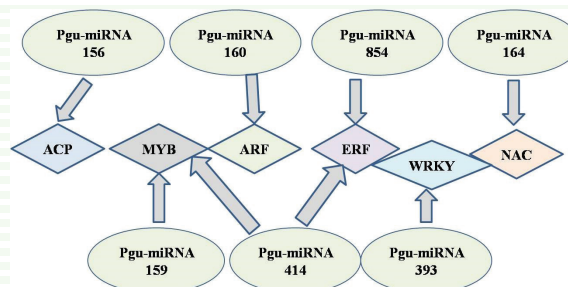 Pgu-miRNA
156
Pgu-miRNA
160
Pgu-miRNA
854
Pgu-miRNA
164
ACP
MYB
ARF
ERF
WRKY
NAC
Pgu-miRNA
159
Pgu-miRNA
414
Pgu-miRNA
393